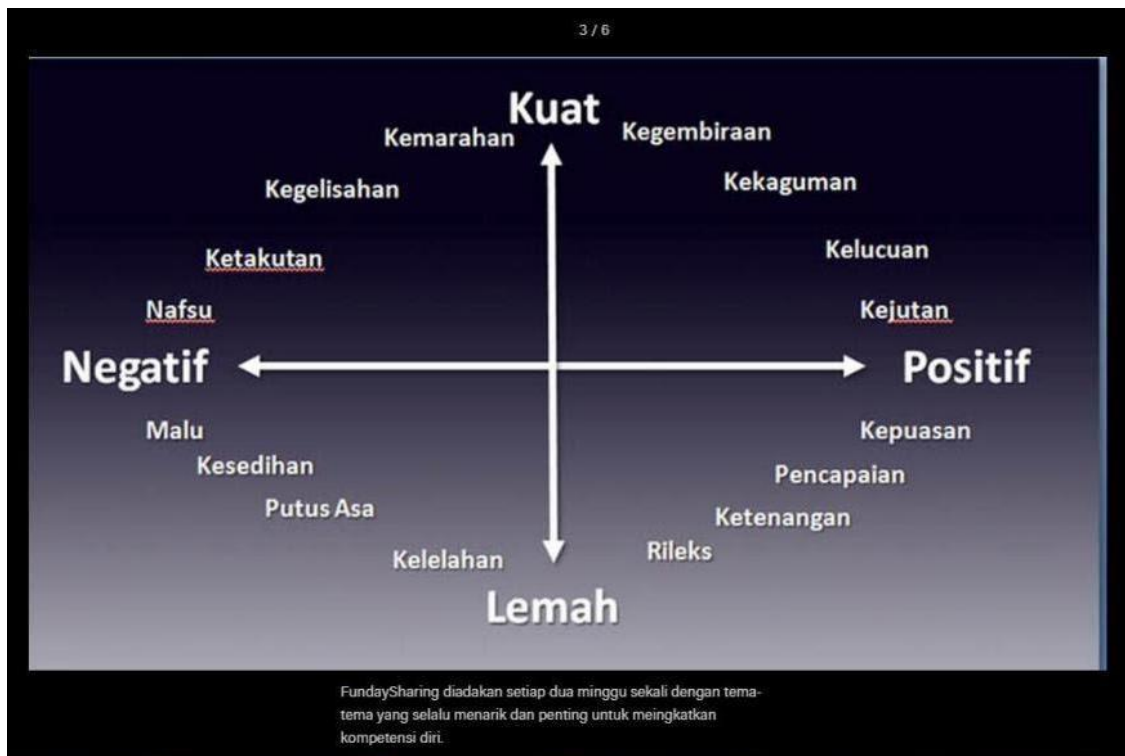 3 / 6
Kuat
Kemarahan
Kegembiraan
Kegelisahan
Kekaguman
Ketakutan
Kelucuan
Nafsu
Kejutan
Negatif
Positif
Malu
Kepuasan
Kesedihan
Pencapaian
Putus Asa
Ketenangan
Kelelahan
Rileks
Lemah
FundaySharing diadakan setiap dua minggu sekali dengan tema-
tema yang selalu menarik dan penting untuk meingkatkan
kompetensi diri.